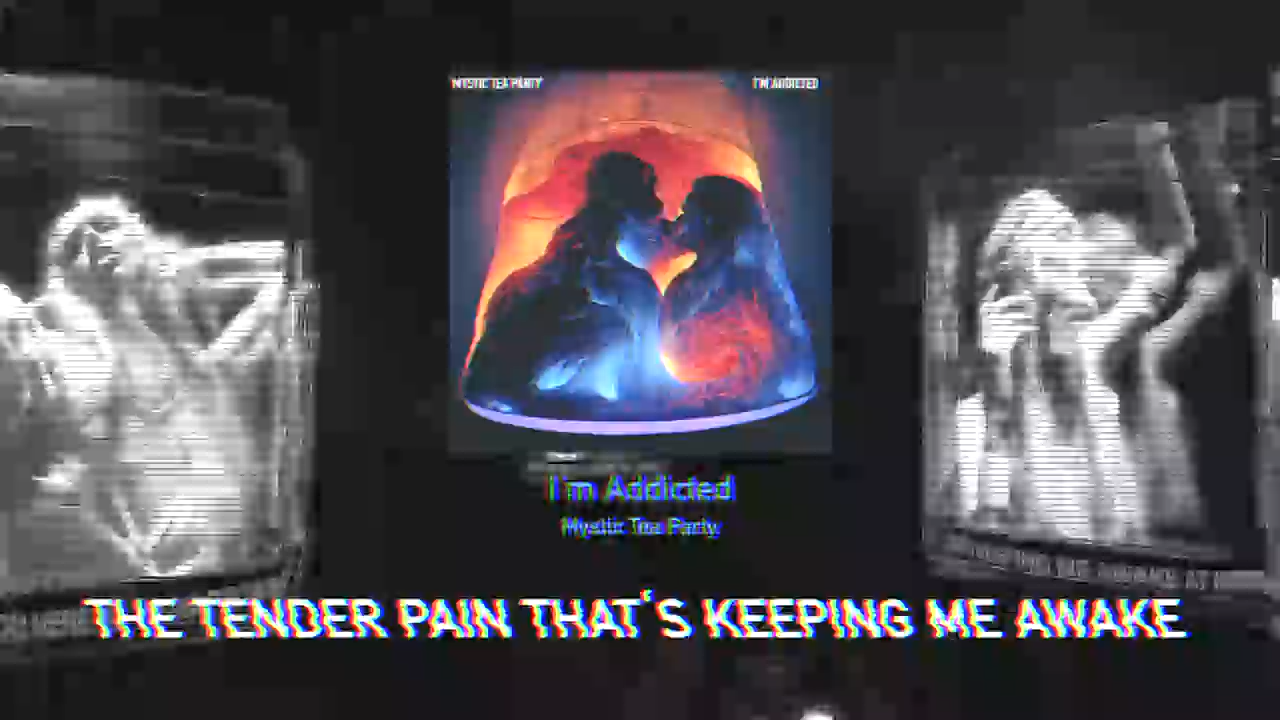 MYSTIC TEA PARTY
I'M ADDICTED
I'm Addicted
Mystic Tea Party
THE TENDER PAIN THAT'S KEEPING ME AWAKE